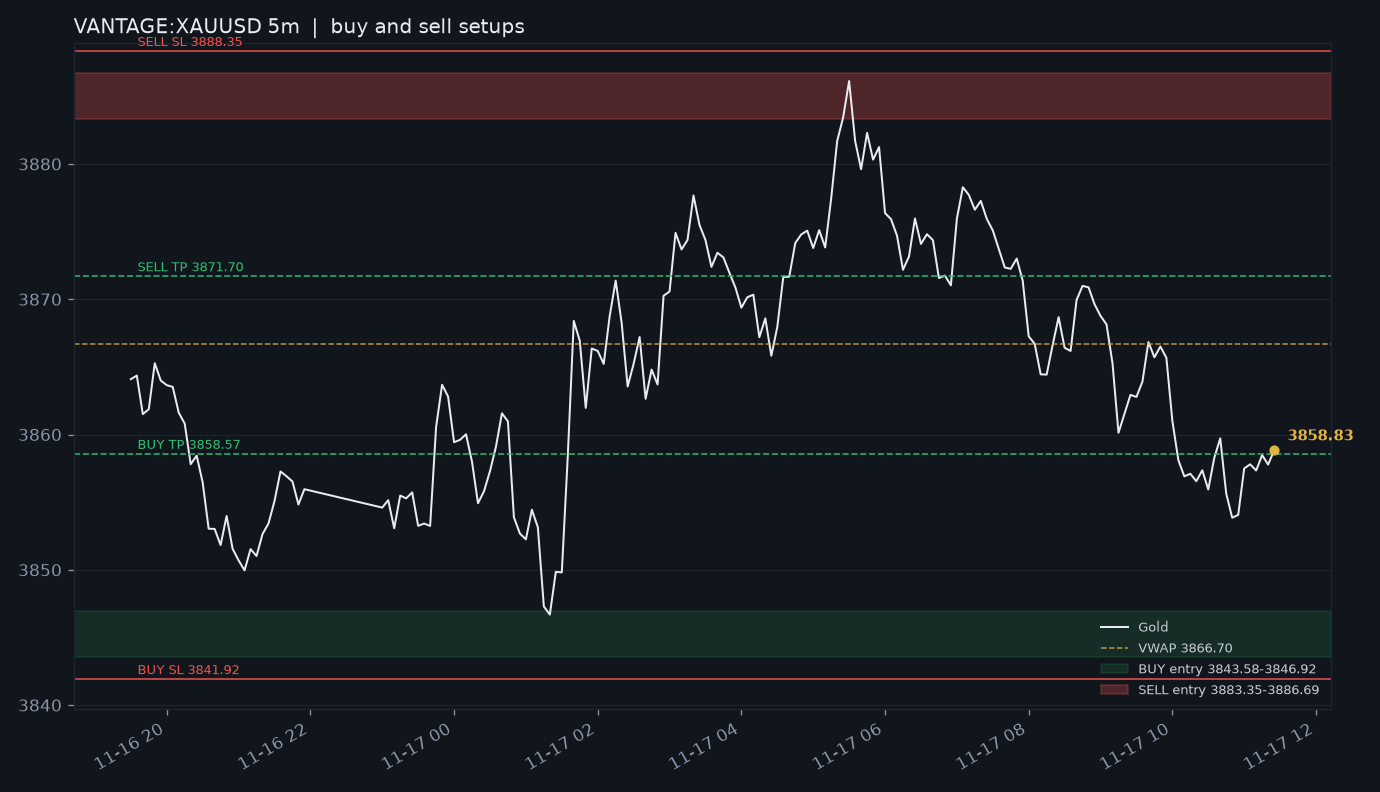 VANTAGE:XAUUSD 5m | buy and sell setups
SELL SL 3888.35
3880
SELL TP 3871.70
3870
3860
BUY TP 3858.57
3858.83
3850
Gold
VWAP 3866.70
BUY entry 3843.58-3846.92
SELL entry 3883.35-3886.69
BUY SL 3841.92
3840
11-16 20
11-16 22
11-17 00
11-17 02
11-17 04
11-17 06
11-17 08
11-17 10
11-17 12